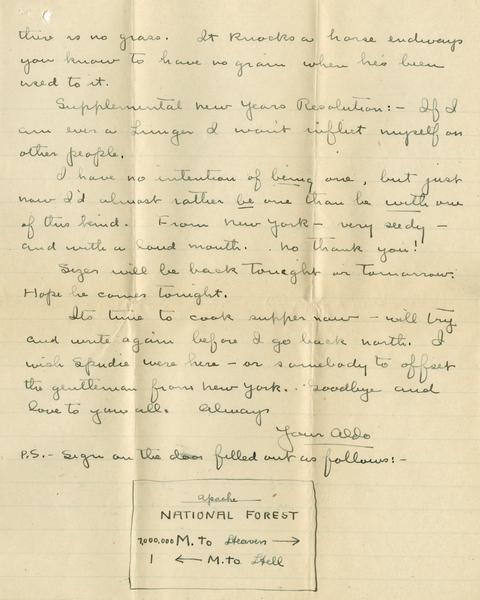 there is no grass. It knocks a horse endways
you know to have no grain when he's been
used to it.
Supplemental New Years Resolution:- If I
am ever a Lunger I won't inflict myself on
other people.
I have no intention of being one, but just
now I'd almost rather be one than be with one
of this kind. From New York - very seedy -
and with a loud mouth. No thank you!
Sizer will be back tonight or tomorrow.
Hope he comes tonight.
Its time to cook supper now - will try
and write again before I go back north. I
wish Spudie were here - or somebody to offset
the gentleman from New York. Goodbye and
love to you all. Always
Your Aldo
P.S. - Sign on the door filled out as follows:-
Apache
NATIONAL FOREST
7,000,000 M. to Heaven →
1 ← M. to Hell